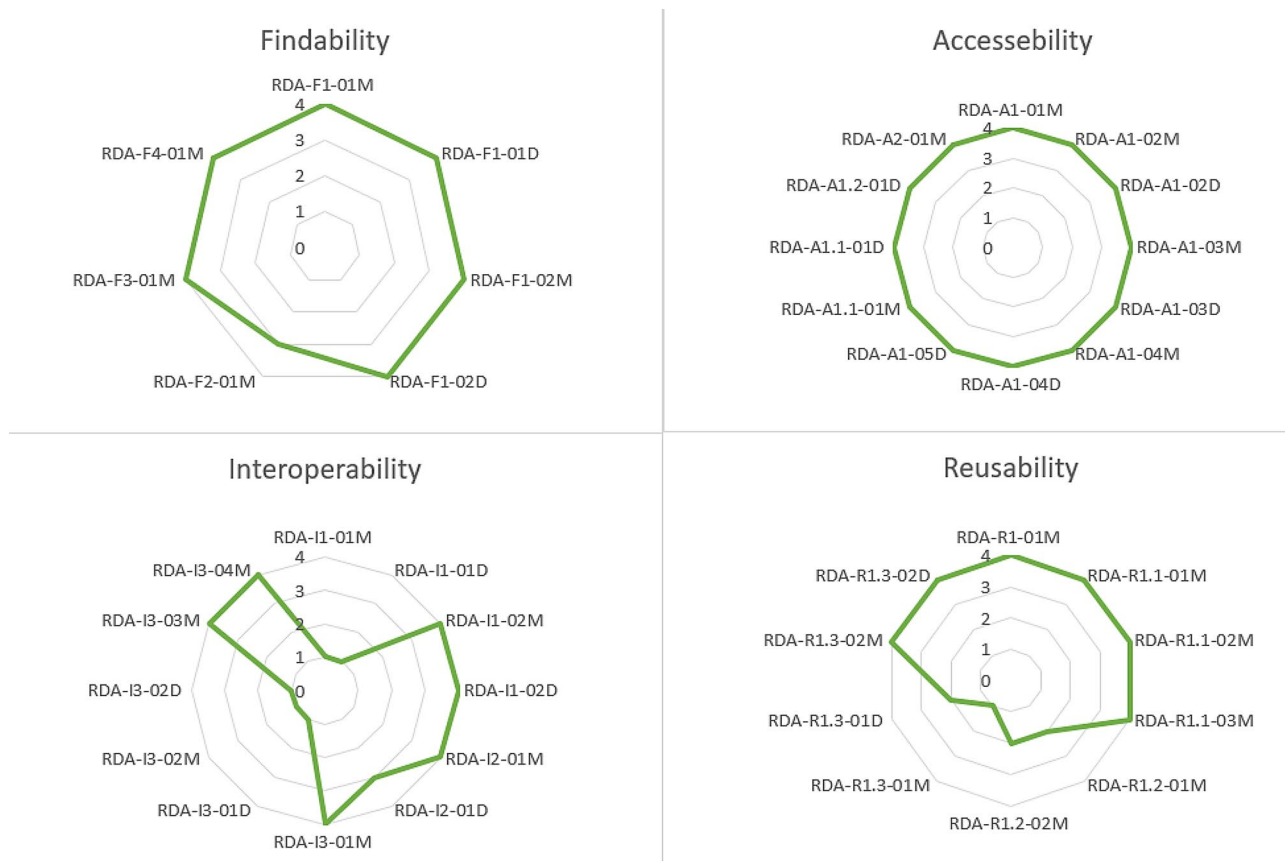 Findability
RDA-F1-01M
4
RDA-F4-01M
RDA-F1-01D
3
2
1
0
RDA-F3-01M
RDA-F1-02M
RDA-F2-01M
RDA-F1-02D
Accessebility
RDA-A1-01M
4
RDA-A2-01M
RDA-A1-02M
3
RDA-A1.2-01D
RDA-A1-02D
2
1
RDA-A1.1-01D
0
RDA-A1-03M
RDA-A1.1-01M
RDA-A1-03D
RDA-A1-05D
RDA-A1-04M
RDA-A1-04D
Interoperability
RDA-I1-01M
4
RDA-I3-04M
RDA-I1-01D
3
RDA-I3-03M
RDA-I1-02M
2
1
RDA-I3-02D
0
RDA-I1-02D
RDA-I3-02M
RDA-I2-01M
RDA-I3-01D
RDA-I2-01D
RDA-I3-01M
Reusability
RDA-R1-01M
4
RDA-R1.3-02D
RDA-R1.1-01M
3
RDA-R1.3-02M
RDA-R1.1-02M
2
1
0
RDA-R1.3-01D
RDA-R1.1-03M
RDA-R1.3-01M
RDA-R1.2-01M
RDA-R1.2-02M